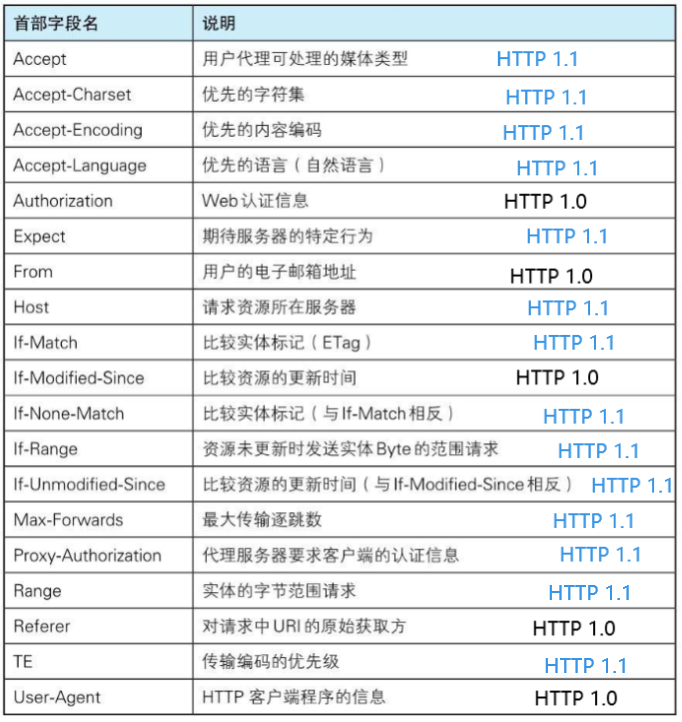 首部字段名 说明
Accept 用户代理可处理的媒体类型 HTTP 1.1
Accept-Charset 优先的字符集 HTTP 1.1
Accept-Encoding 优先的内容编码 HTTP 1.1
Accept-Language 优先的语言（自然语言） HTTP 1.1
Authorization Web认证信息 HTTP 1.0
Expect 期待服务器的特定行为 HTTP 1.1
From 用户的电子邮箱地址 HTTP 1.0
Host 请求资源所在服务器 HTTP 1.1
If-Match 比较实体标记（ETag） HTTP 1.1
If-Modified-Since 比较资源的更新时间 HTTP 1.0
If-None-Match 比较实体标记（与If-Match相反） HTTP 1.1
If-Range 资源未更新时发送实体Byte的范围请求 HTTP 1.1
If-Unmodified-Since 比较资源的更新时间（与If-Modified-Since相反） HTTP 1.1
Max-Forwards 最大传输逐跳数 HTTP 1.1
Proxy-Authorization 代理服务器要求客户端的认证信息 HTTP 1.1
Range 实体的字节范围请求 HTTP 1.1
Referer 对请求中URI的原始获取方 HTTP 1.0
TE 传输编码的优先级 HTTP 1.1
User-Agent HTTP 客户端程序的信息 HTTP 1.0